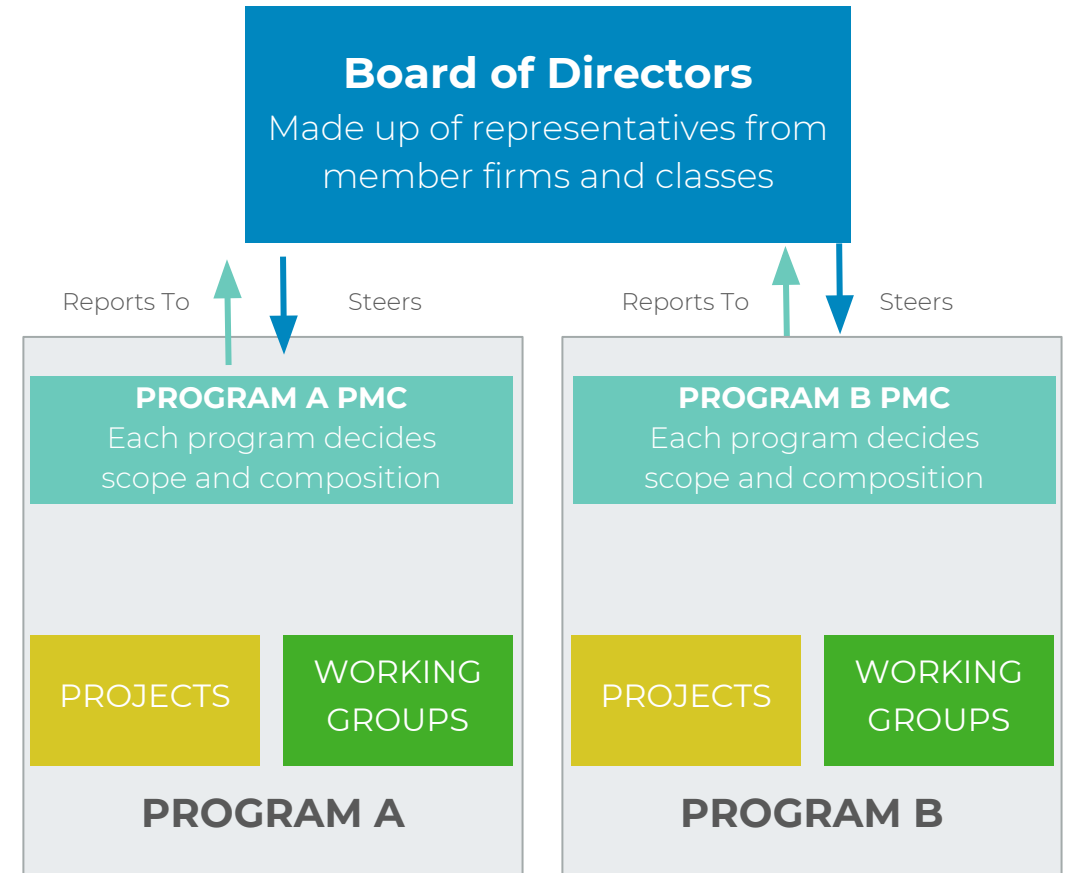 Board of Directors
Made up of representatives from
member firms and classes
Reports To
Steers
Reports To
Steers
PROGRAM A PMC
Each program decides
scope and composition
PROGRAM B PMC
Each program decides
scope and composition
PROJECTS
WORKING
GROUPS
PROJECTS
WORKING
GROUPS
PROGRAM A
PROGRAM B